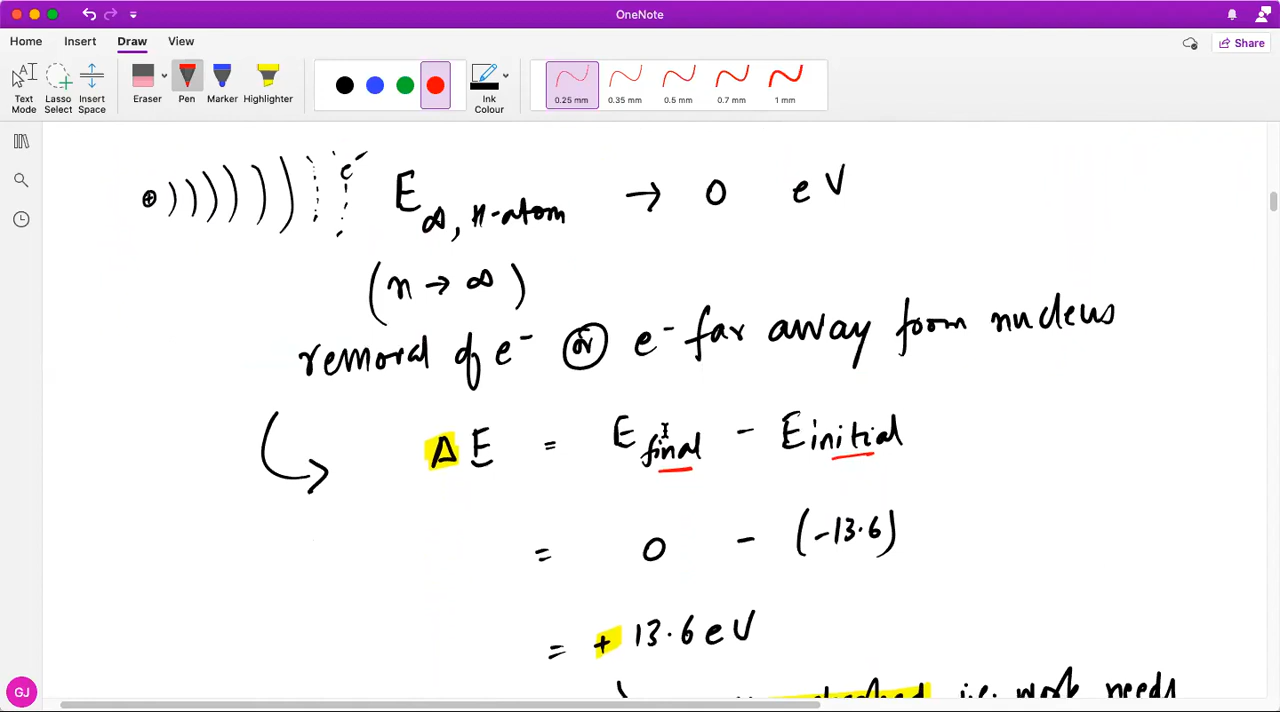 OneNote
Home Insert Draw View
Share
Text Mode
Lasso Select
Insert Space
Eraser
Pen
Marker
Highlighter
Ink Colour
0.25 mm
0.35 mm
0.5 mm
0.7 mm
1 mm
E∞, H-atom → 0 eV
(n → ∞)
removal of e⁻ or e⁻ far away from nucleus
ΔE = E final - E initial
= 0 - (-13.6)
= + 13.6 eV
i.e. work needs
GJ